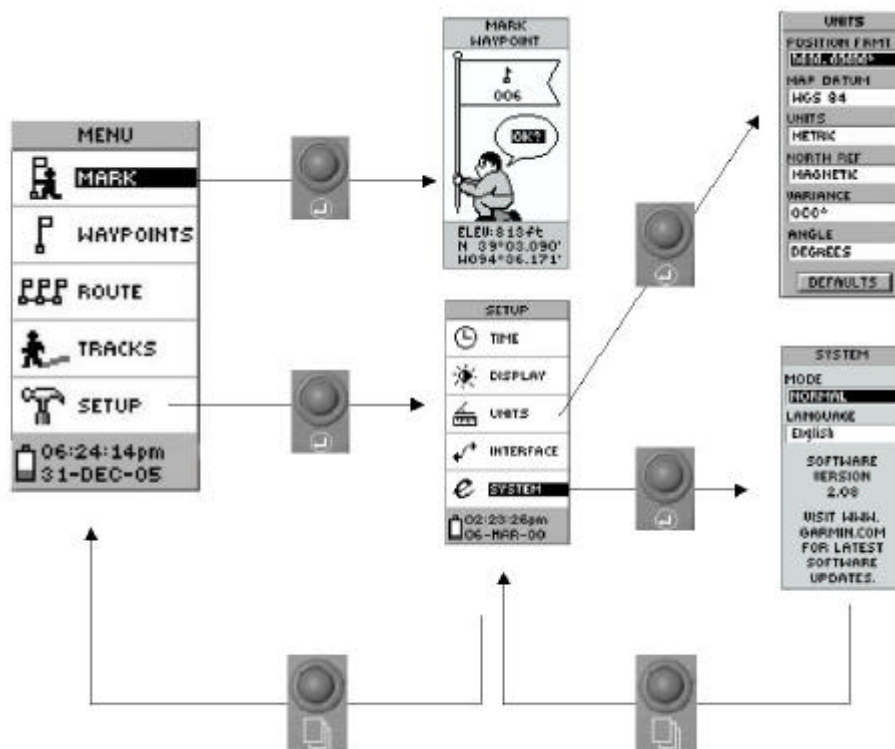 MENU
MARK
WAYPOINTS
ROUTE
TRACKS
SETUP
06:24:14pm
31-DEC-05
MARK
WAYPOINT
006
OK?
ELEV:818ft
N 39°03.090'
W094°36.171'
SETUP
TIME
DISPLAY
UNITS
INTERFACE
SYSTEM
02:23:26pm
06-MAR-00
UNITS
POSITION FRMT
MAP DATUM
WGS 84
UNITS
METRIC
NORTH REF
MAGNETIC
VARIANCE
000°
ANGLE
DEGREES
DEFAULTS
SYSTEM
MODE
NORMAL
LANGUAGE
English
SOFTWARE
VERSION
2.08
VISIT WWW.
GARMIN.COM
FOR LATEST
SOFTWARE
UPDATES.